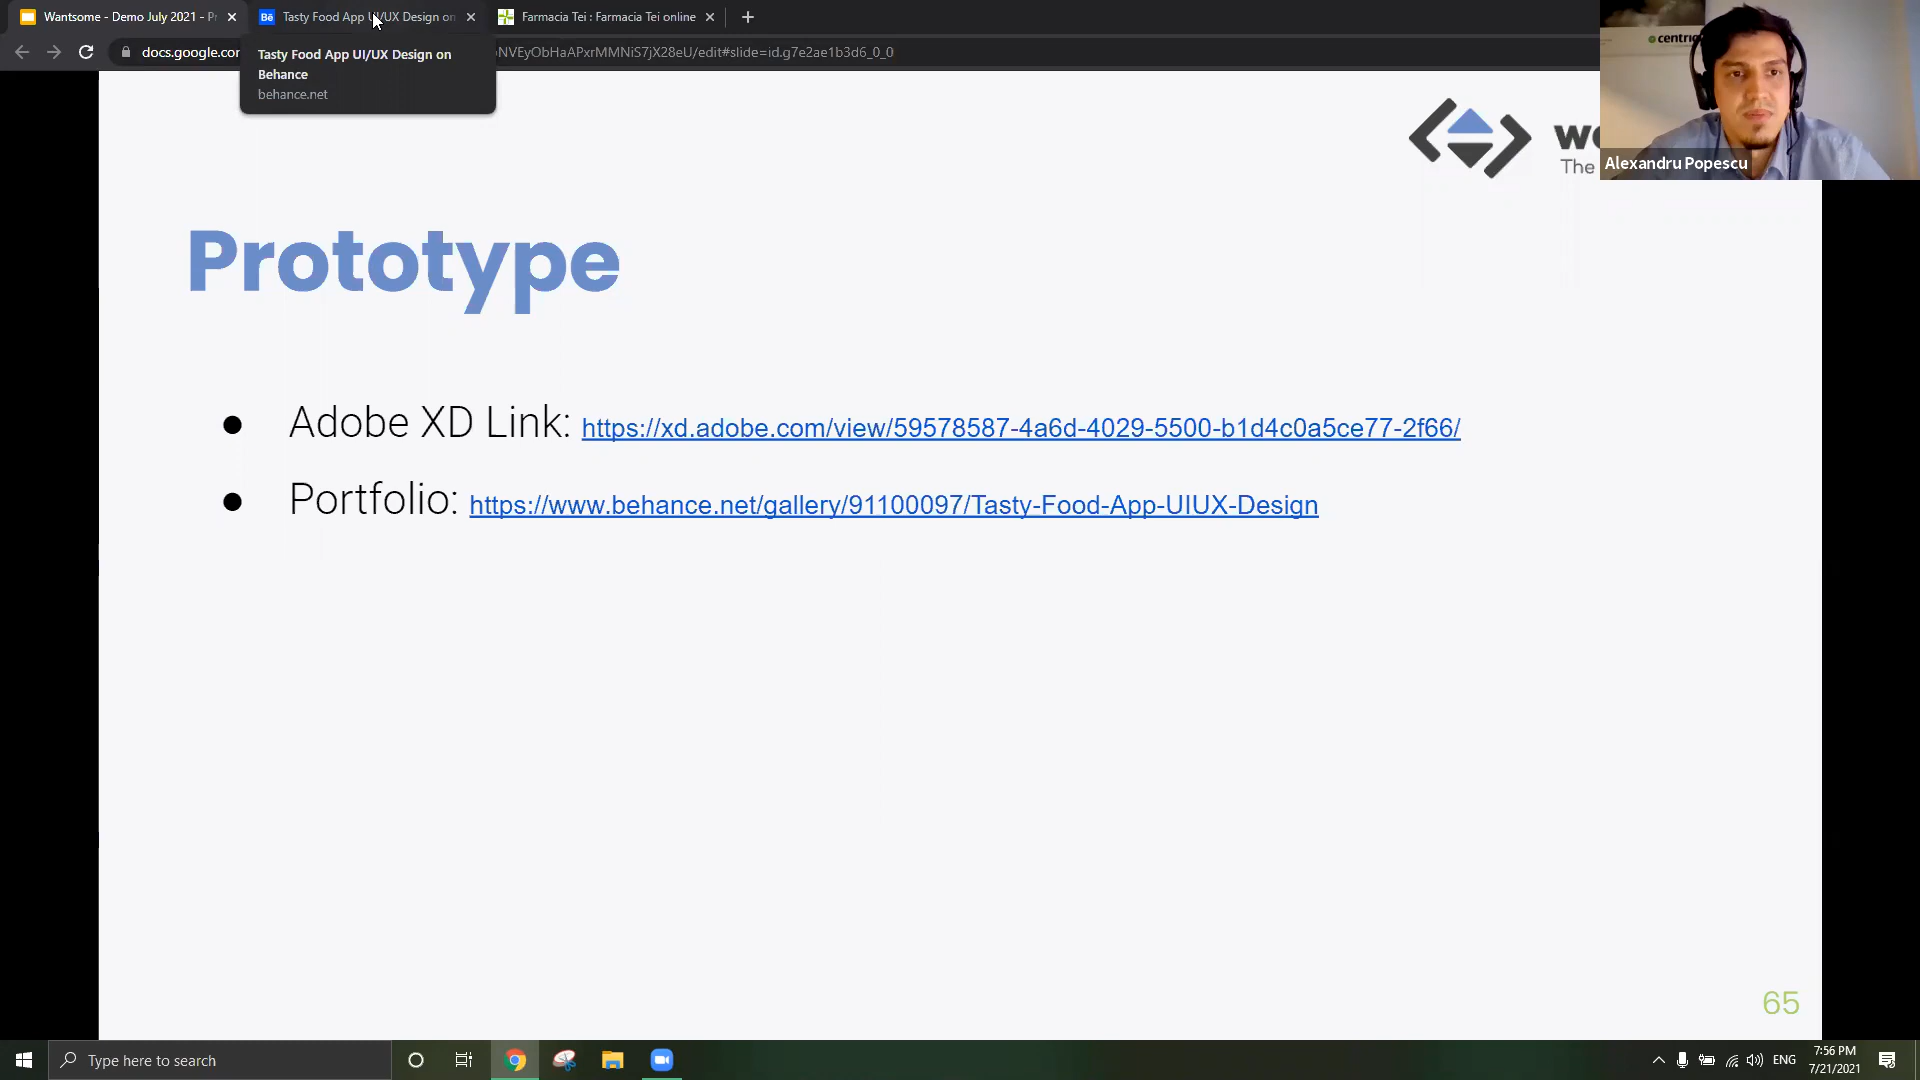 Wantsome - Demo July 2021 - Pr
Bē Tasty Food App UI/UX Design on
Farmacia Tei : Farmacia Tei online
docs.google.cor
NVEyObHaAPxrMMNiS7jX28eU/edit#slide=id.g7e2ae1b3d6_0_0
Tasty Food App UI/UX Design on
Behance
behance.net
centric
The
Alexandru Popescu
Prototype
● Adobe XD Link: https://xd.adobe.com/view/59578587-4a6d-4029-5500-b1d4c0a5ce77-2f66/
● Portfolio: https://www.behance.net/gallery/91100097/Tasty-Food-App-UIUX-Design
65
Type here to search
ENG
7:56 PM
7/21/2021